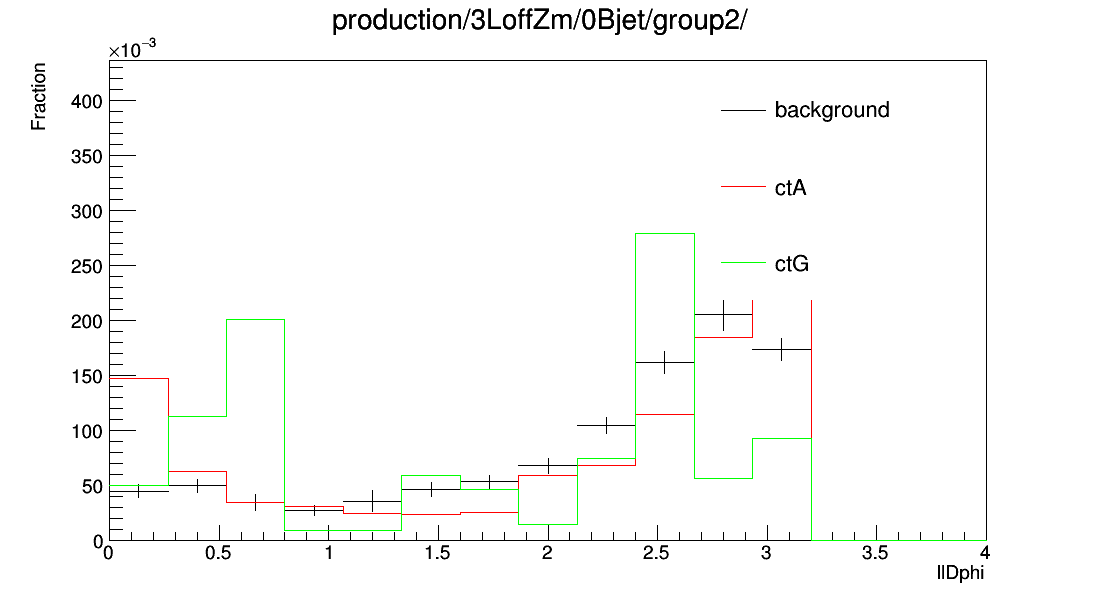 production/3LoffZm/0Bjet/group2/
×10⁻³
Fraction
400
350
300
250
200
150
100
50
0
background
ctA
ctG
0 0.5 1 1.5 2 2.5 3 3.5 4
llDphi